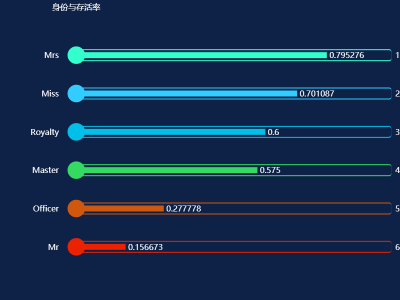 身份与存活率
Mrs 0.795276 1
Miss 0.701087 2
Royalty 0.6 3
Master 0.575 4
Officer 0.277778 5
Mr 0.156673 6